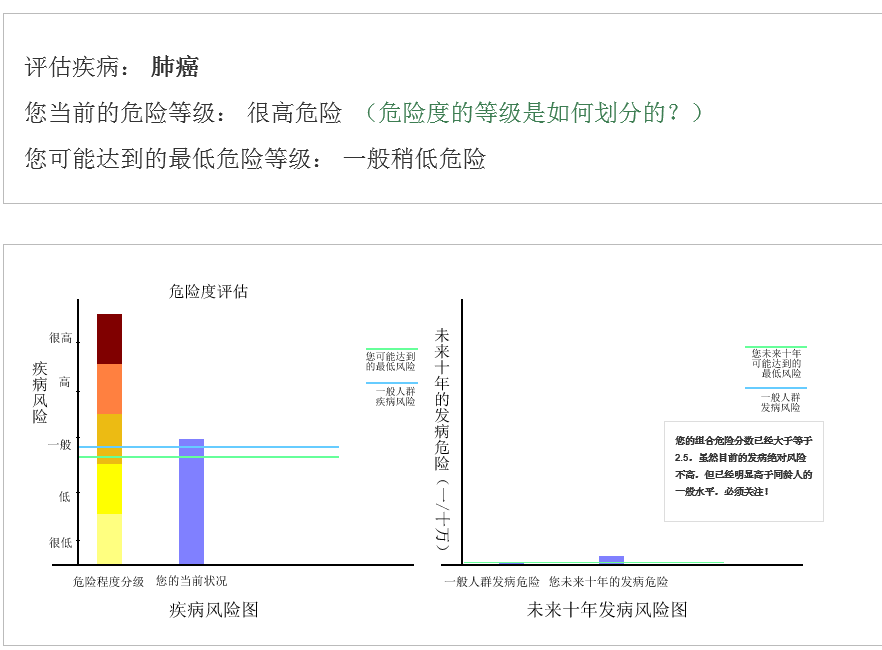 评估疾病： 肺癌
您当前的危险等级： 很高危险 （危险度的等级是如何划分的？）
您可能达到的最低危险等级： 一般稍低危险
危险度评估
很高
高
一般
低
很低
疾病风险
您可能达到
的最低风险
一般人群
疾病风险
危险程度分级
您的当前状况
疾病风险图
未来十年的发病危险（一/十万）
您未来十年
可能达到的
最低风险
一般人群
发病风险
您的组合危险分数已经大于等于
2.5。虽然目前的发病绝对风险
不高，但已经明显高于同龄人的
一般水平，必须关注！
一般人群发病危险
您未来十年的发病危险
未来十年发病风险图